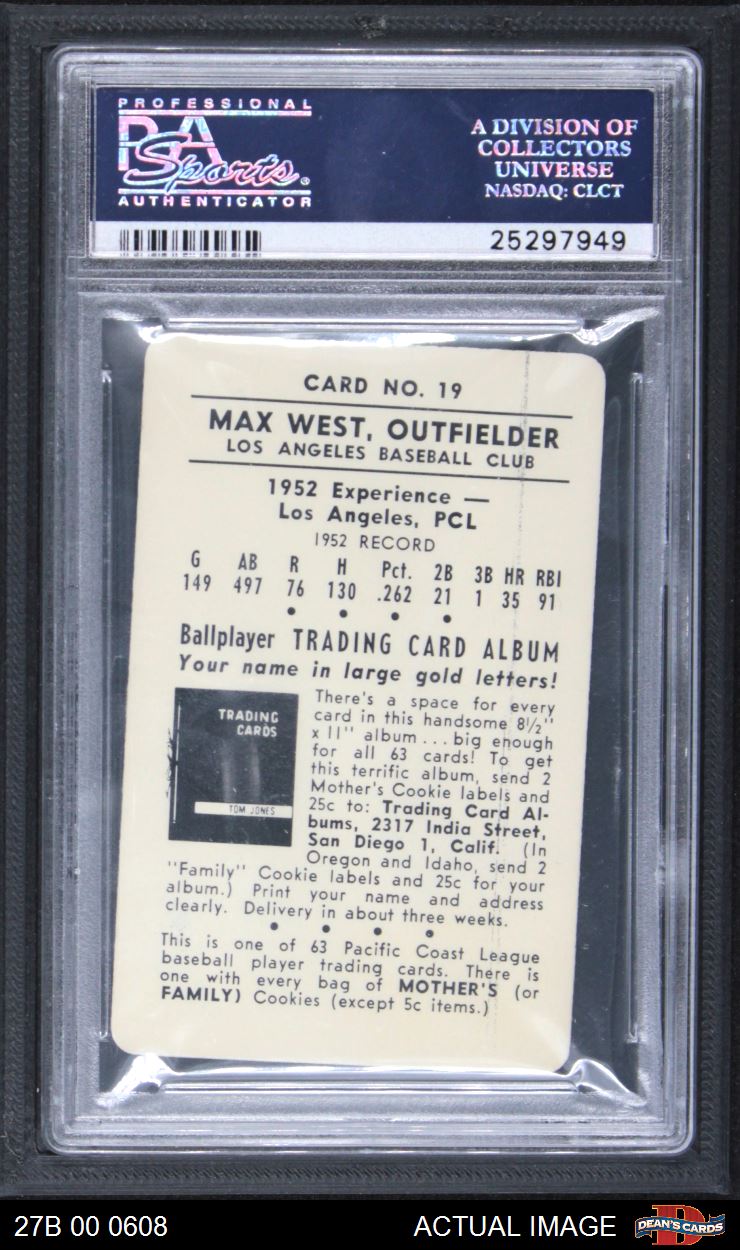 PROFESSIONAL
PSA
Sports®
AUTHENTICATOR
A DIVISION OF
COLLECTORS
UNIVERSE
NASDAQ: CLCT
25297949
CARD NO. 19
MAX WEST, OUTFIELDER
LOS ANGELES BASEBALL CLUB
1952 Experience —
Los Angeles, PCL
1952 RECORD
G AB R H Pct. 2B 3B HR RBI
149 497 76 130 .262 21 1 35 91
• • • •
Ballplayer TRADING CARD ALBUM
Your name in large gold letters!
TRADING
CARDS
TOM JONES
There's a space for every
card in this handsome 8½"
x 11" album ... big enough
for all 63 cards! To get
this terrific album, send 2
Mother's Cookie labels and
25c to: Trading Card Al-
bums, 2317 India Street,
San Diego 1, Calif. (In
Oregon and Idaho, send 2
"Family" Cookie labels and 25c for your
album.) Print your name and address
clearly. Delivery in about three weeks.
• • • •
This is one of 63 Pacific Coast League
baseball player trading cards. There is
one with every bag of MOTHER'S (or
FAMILY) Cookies (except 5c items.)
27B 00 0608
ACTUAL IMAGE
DEAN'S CARDS